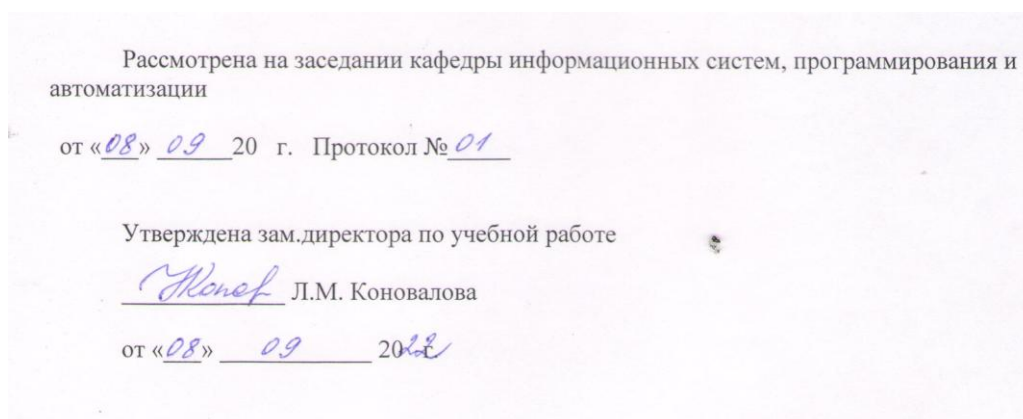 Рассмотрена на заседании кафедры информационных систем, программирования и
автоматизации
от «08» 09 20 г. Протокол № 01
Утверждена зам.директора по учебной работе
Л.М. Коновалова
от «08» 09 2022 г.